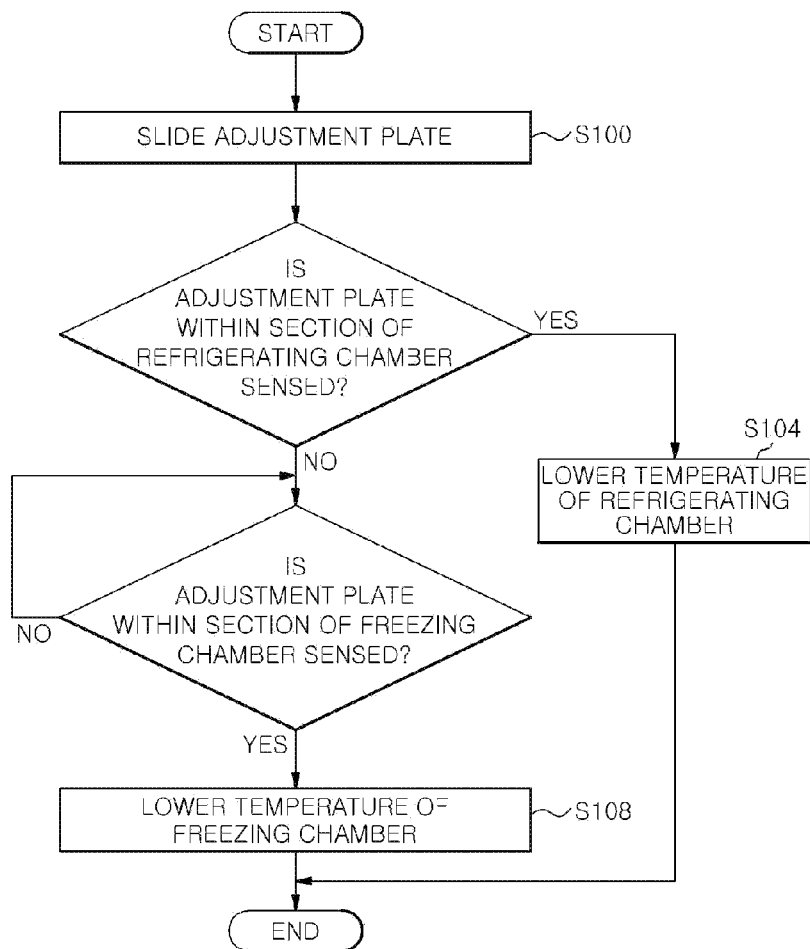 START
SLIDE ADJUSTMENT PLATE
S100
IS
ADJUSTMENT PLATE
WITHIN SECTION OF
REFRIGERATING CHAMBER
SENSED?
YES
NO
S104
LOWER TEMPERATURE
OF REFRIGERATING
CHAMBER
IS
ADJUSTMENT PLATE
WITHIN SECTION OF FREEZING
CHAMBER SENSED?
NO
YES
LOWER TEMPERATURE OF
FREEZING CHAMBER
S108
END